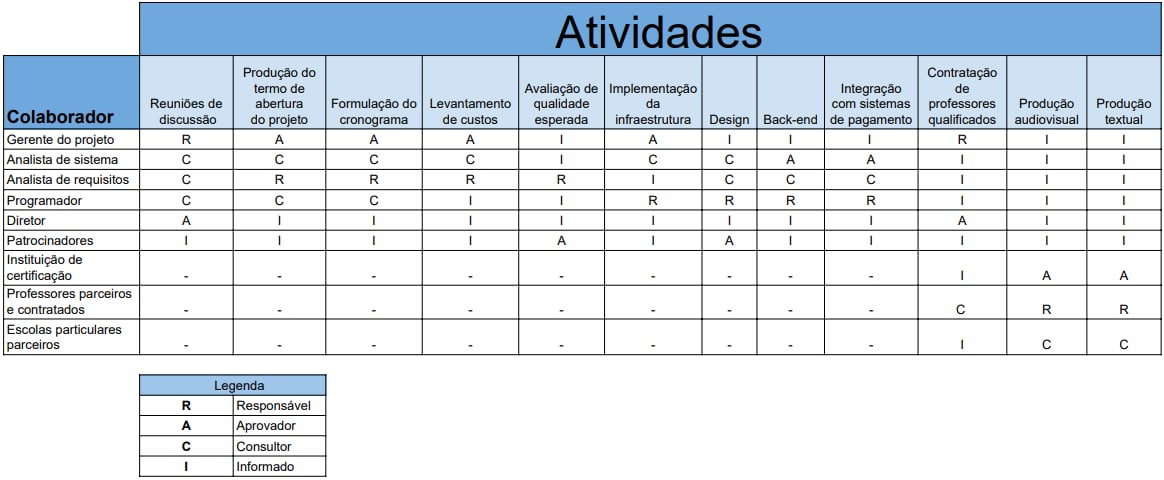 Atividades
Colaborador
Reuniões de
discussão
Produção do
termo de
abertura
do projeto
Formulação do
cronograma
Levantamento
de custos
Avaliação de
qualidade
esperada
Implementação
da
infraestrutura
Design
Back-end
Integração
com sistemas
de pagamento
Contratação
de
professores
qualificados
Produção
audiovisual
Produção
textual
Gerente do projeto R A A A I A I I I R I I
Analista de sistema C C C C I C C A A I I I
Analista de requisitos C R R R R I C C C I I I
Programador C C C I I R R R R I I I
Diretor A I I I I I I I I A I I
Patrocinadores I I I I A I A I I I I I
Instituição de
certificação - - - - - - - - - I A A
Professores parceiros
e contratados - - - - - - - - - C R R
Escolas particulares
parceiros - - - - - - - - - I C C
Legenda
R Responsável
A Aprovador
C Consultor
I Informado